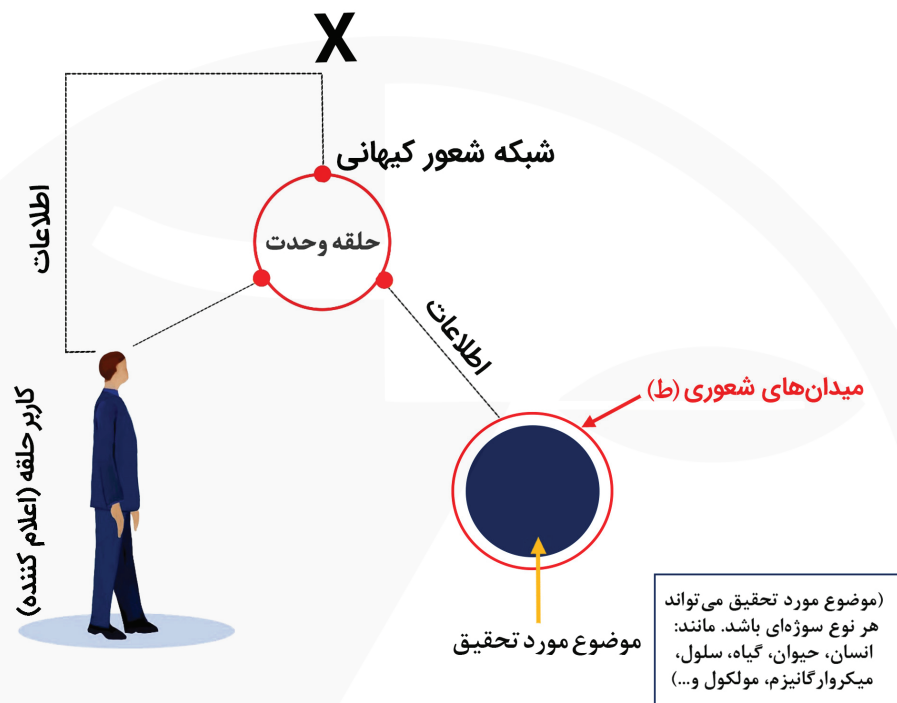 X
شبکه شعور کیهانی
حلقه وحدت
اطلاعات
اطلاعات
کاربر حلقه (اعلام کننده)
میدان‌های شعوری (ط)
موضوع مورد تحقیق
(موضوع مورد تحقیق می‌تواند
هر نوع سوژه‌ای باشد. مانند:
انسان، حیوان، گیاه، سلول،
میکروارگانیزم، مولکول و...)